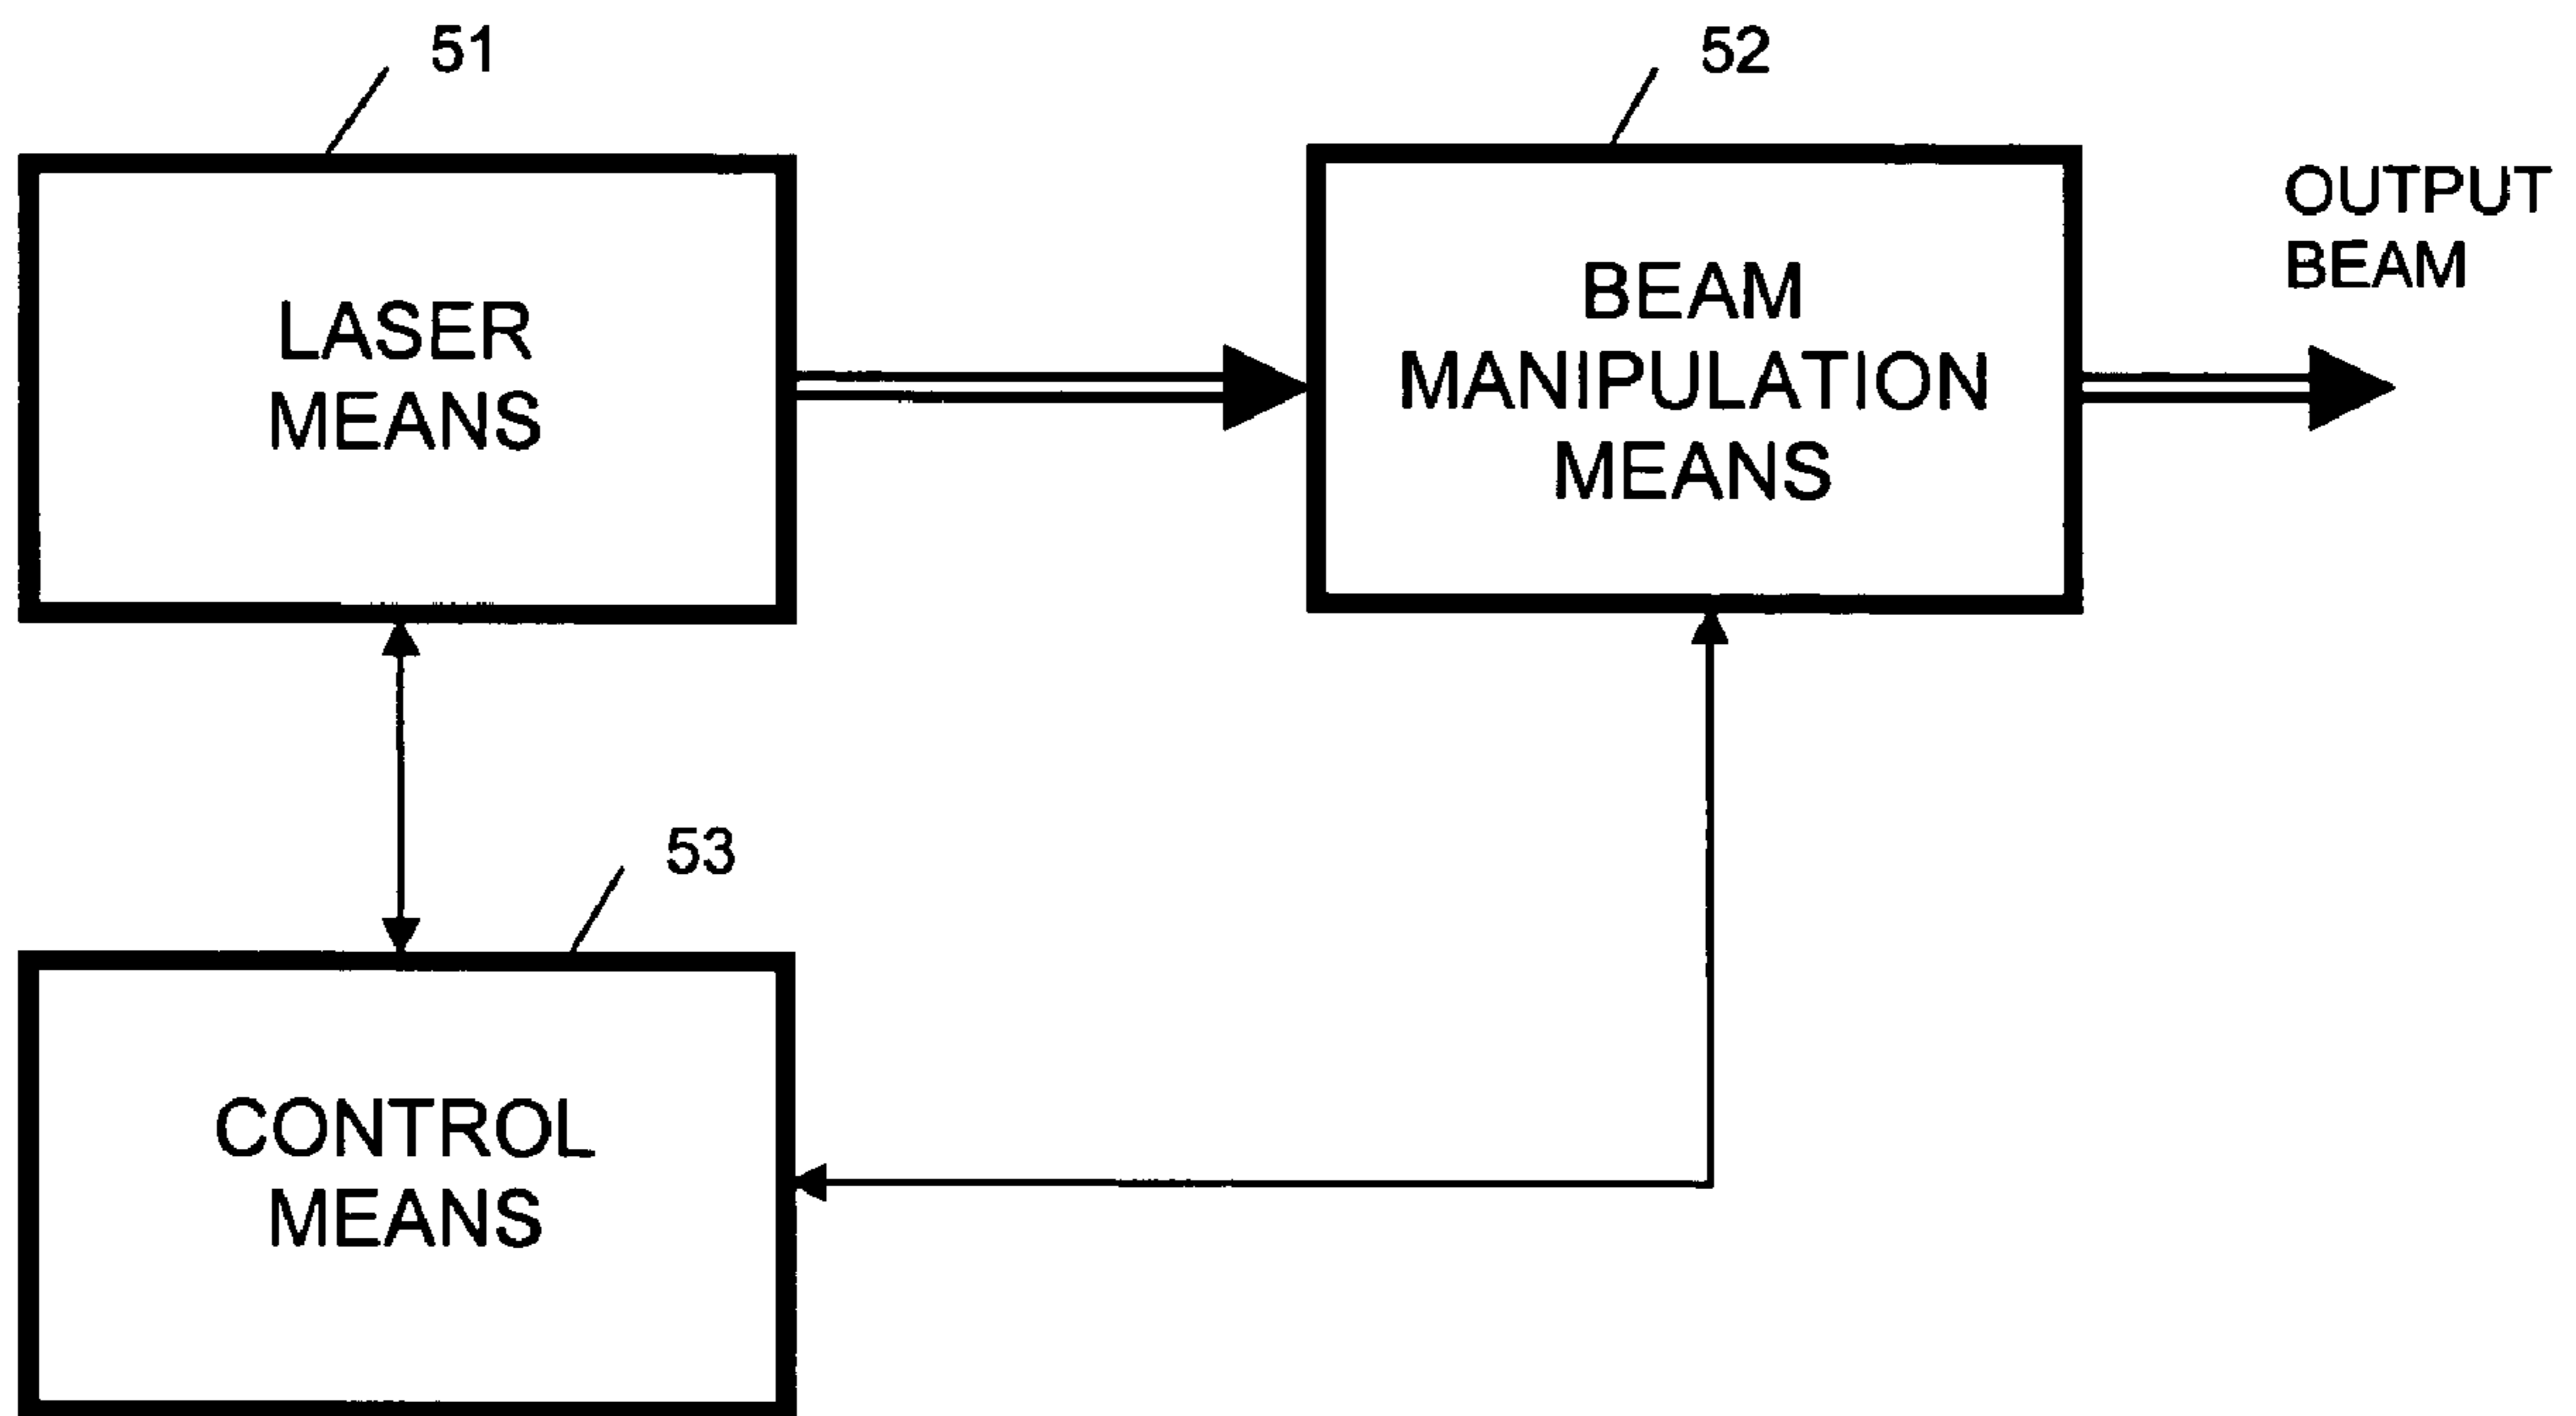 51
52
LASER
MEANS
BEAM
MANIPULATION
MEANS
OUTPUT
BEAM
53
CONTROL
MEANS